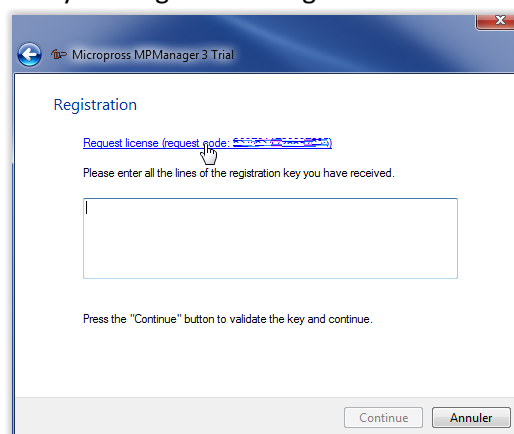 Micropross MPManager 3 Trial
Registration
Request license (request code:
Please enter all the lines of the registration key you have received.
Press the "Continue" button to validate the key and continue.
Continue Annuler